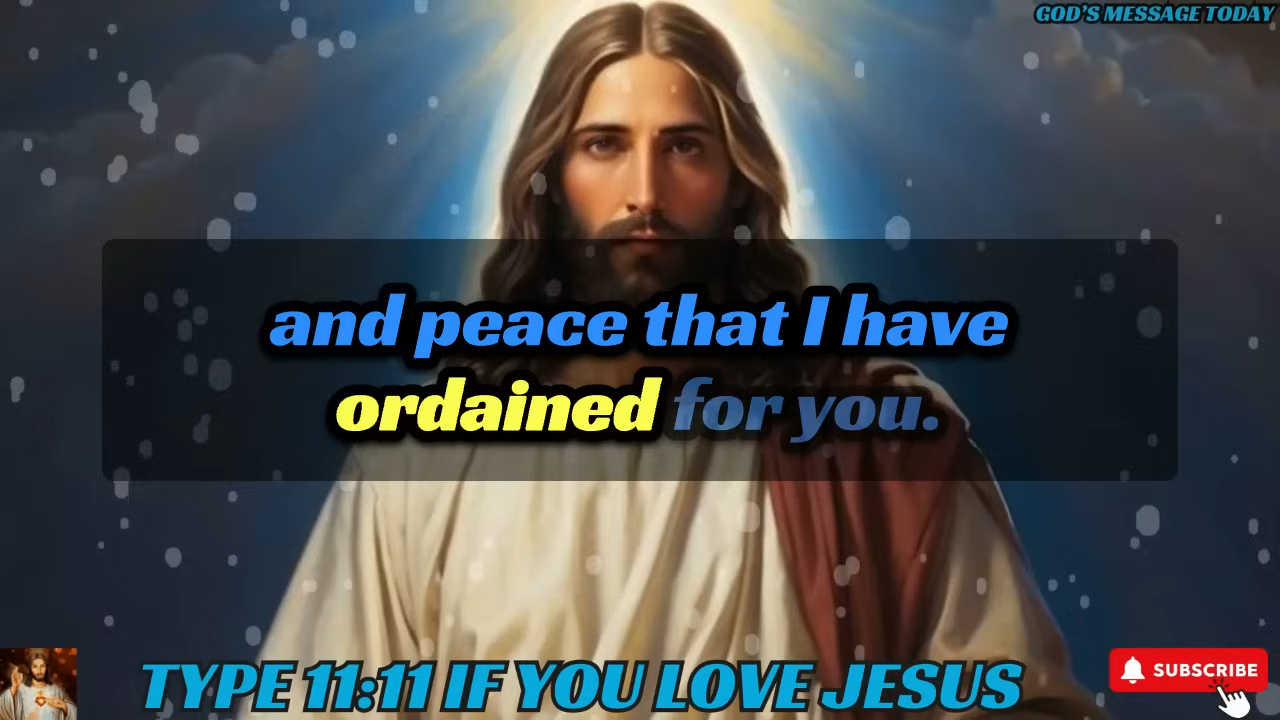 GOD'S MESSAGE TODAY
and peace that I have
ordained for you.
TYPE 11:11 IF YOU LOVE JESUS
SUBSCRIBE